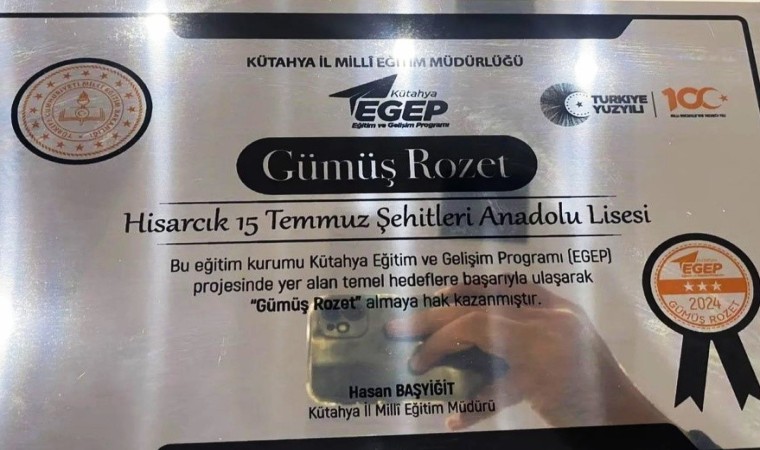 KÜTAHYA İL MİLLÎ EĞİTİM MÜDÜRLÜĞÜ
Kütahya
EGEP
Eğitim ve Gelişim Programı
TÜRKİYE
YÜZYILI
100
Gümüş Rozet
Hisarcık 15 Temmuz Şehitleri Anadolu Lisesi
Bu eğitim kurumu Kütahya Eğitim ve Gelişim Programı (EGEP)
projesinde yer alan temel hedeflere başarıyla ulaşarak
“Gümüş Rozet” almaya hak kazanmıştır.
EGEP
2024
GÜMÜŞ ROZET
Hasan BAŞYİĞİT
Kütahya İl Millî Eğitim Müdürü